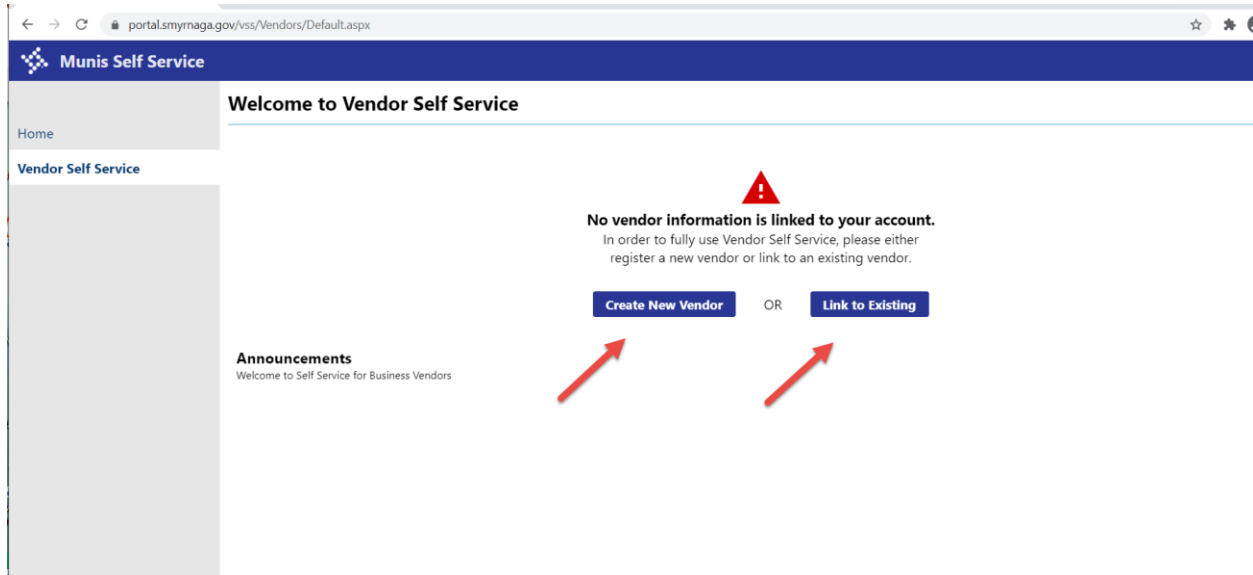 portal.smyrnaga.gov/vss/Vendors/Default.aspx
Munis Self Service
Welcome to Vendor Self Service
Home
Vendor Self Service
No vendor information is linked to your account.
In order to fully use Vendor Self Service, please either
register a new vendor or link to an existing vendor.
Create New Vendor OR Link to Existing
Announcements
Welcome to Self Service for Business Vendors